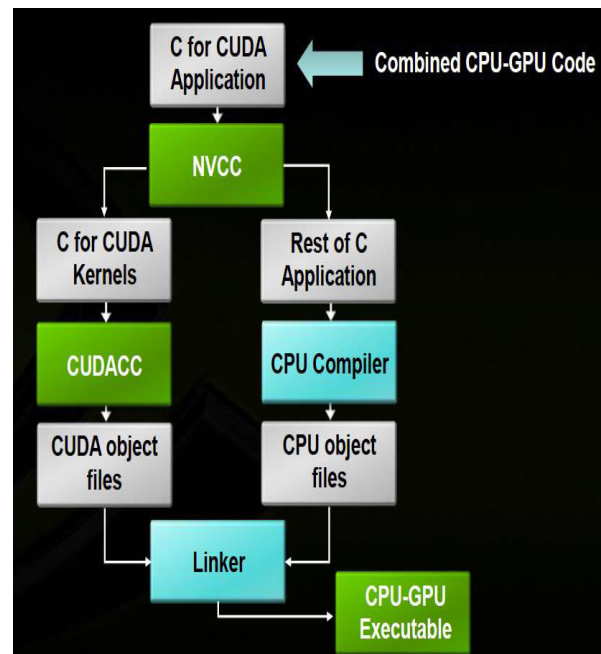 C for CUDA
Application
Combined CPU-GPU Code
NVCC
C for CUDA
Kernels
Rest of C
Application
CUDACC
CPU Compiler
CUDA object
files
CPU object
files
Linker
CPU-GPU
Executable